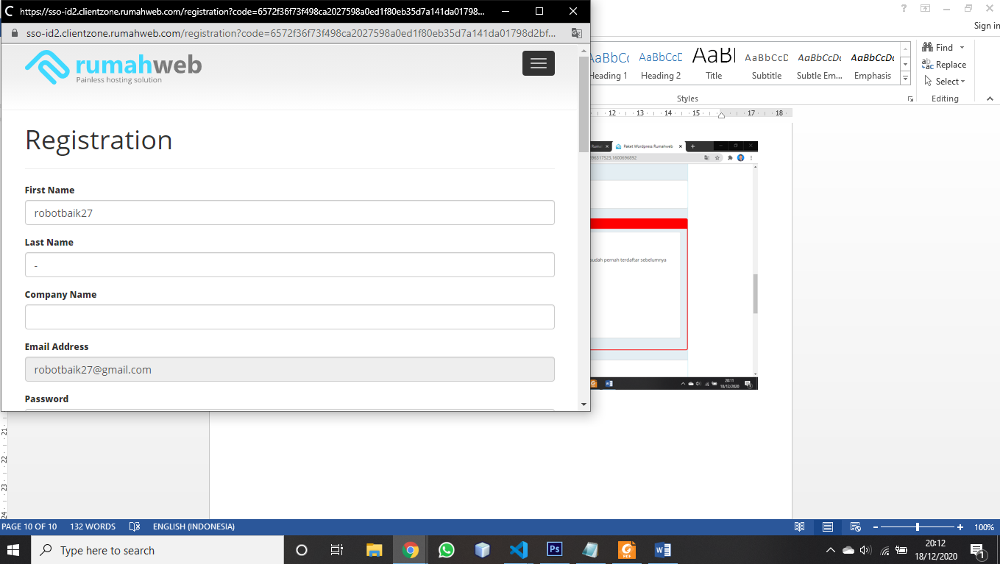 https://sso-id2.clientzone.rumahweb.com/registration?code=6572f36f73f498ca2027598a0ed1f80eb35d7a141da01798...
sso-id2.clientzone.rumahweb.com/registration?code=6572f36f73f498ca2027598a0ed1f80eb35d7a141da01798d2bf...
rumahweb
Painless hosting solution
Registration
First Name
robotbaik27
Last Name
-
Company Name
Email Address
robotbaik27@gmail.com
Password
Sign in
AaBbCc AaBbCcD AaBl AaBbCcD AaBbCcDc AaBbCcDc
Heading 1 Heading 2 Title Subtitle Subtle Em... Emphasis
Styles
Find
Replace
Select
Editing
12 13 14 15 17 18
Paket Wordpress Rumahweb
sudah pernah terdaftar sebelumnya
20:11
18/12/2020
21
22
23
24
PAGE 10 OF 10 132 WORDS ENGLISH (INDONESIA)
100%
Type here to search
Ps
PDF
20:12
18/12/2020
1